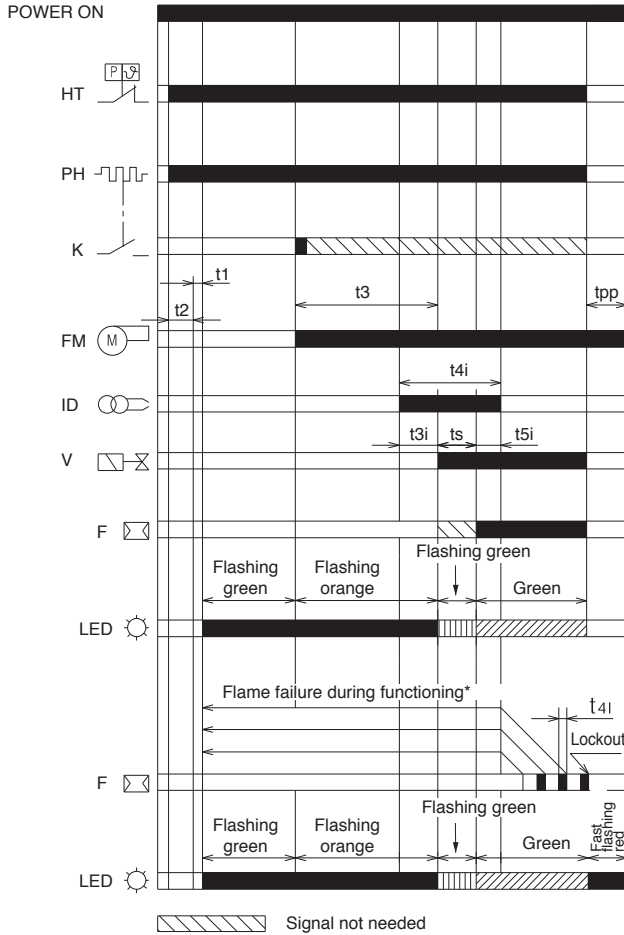 POWER ON
P ϑ
HT
PH
K
t1
t3
tpp
t2
FM M
t4i
ID
t3i ts t5i
V
F
Flashing green
Flashing green
Flashing orange
Green
LED
Flame failure during functioning*
t4l
Lockout
F
Flashing green
Flashing green
Flashing orange
Green
Fast flashing red
LED
Signal not needed